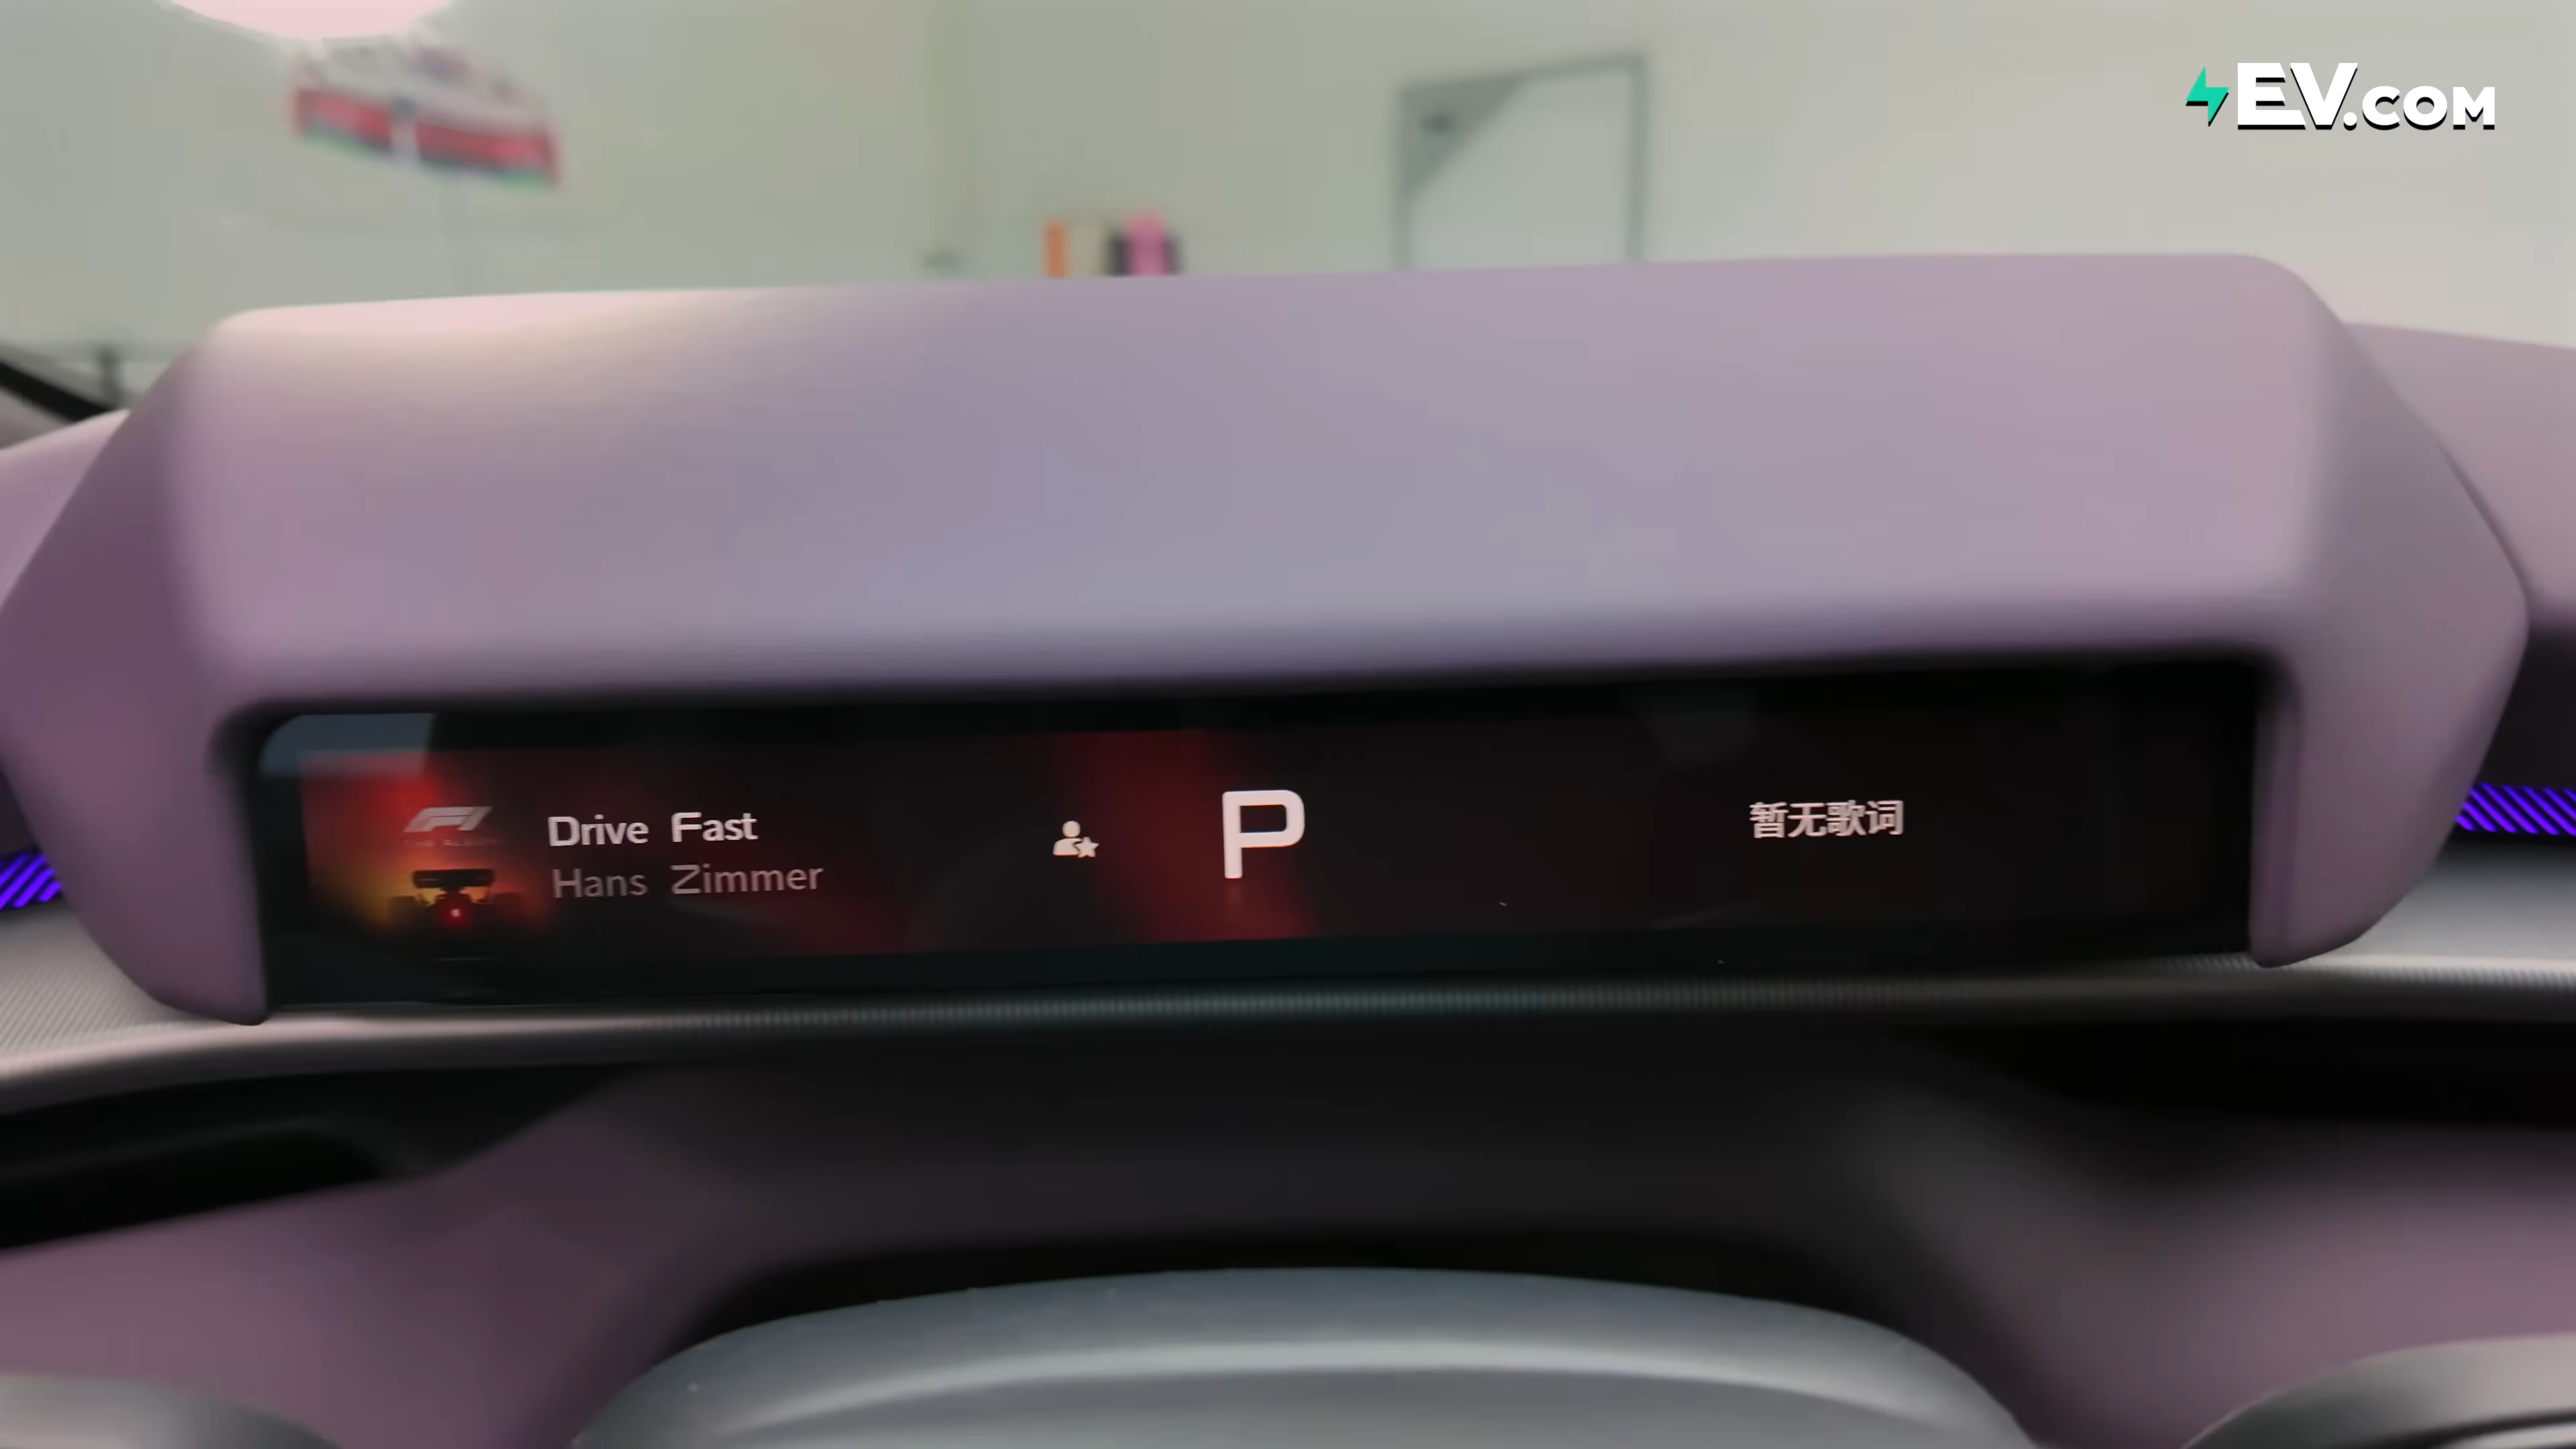 EV.COM
F1
Drive Fast
Hans Zimmer
P
暂无歌词